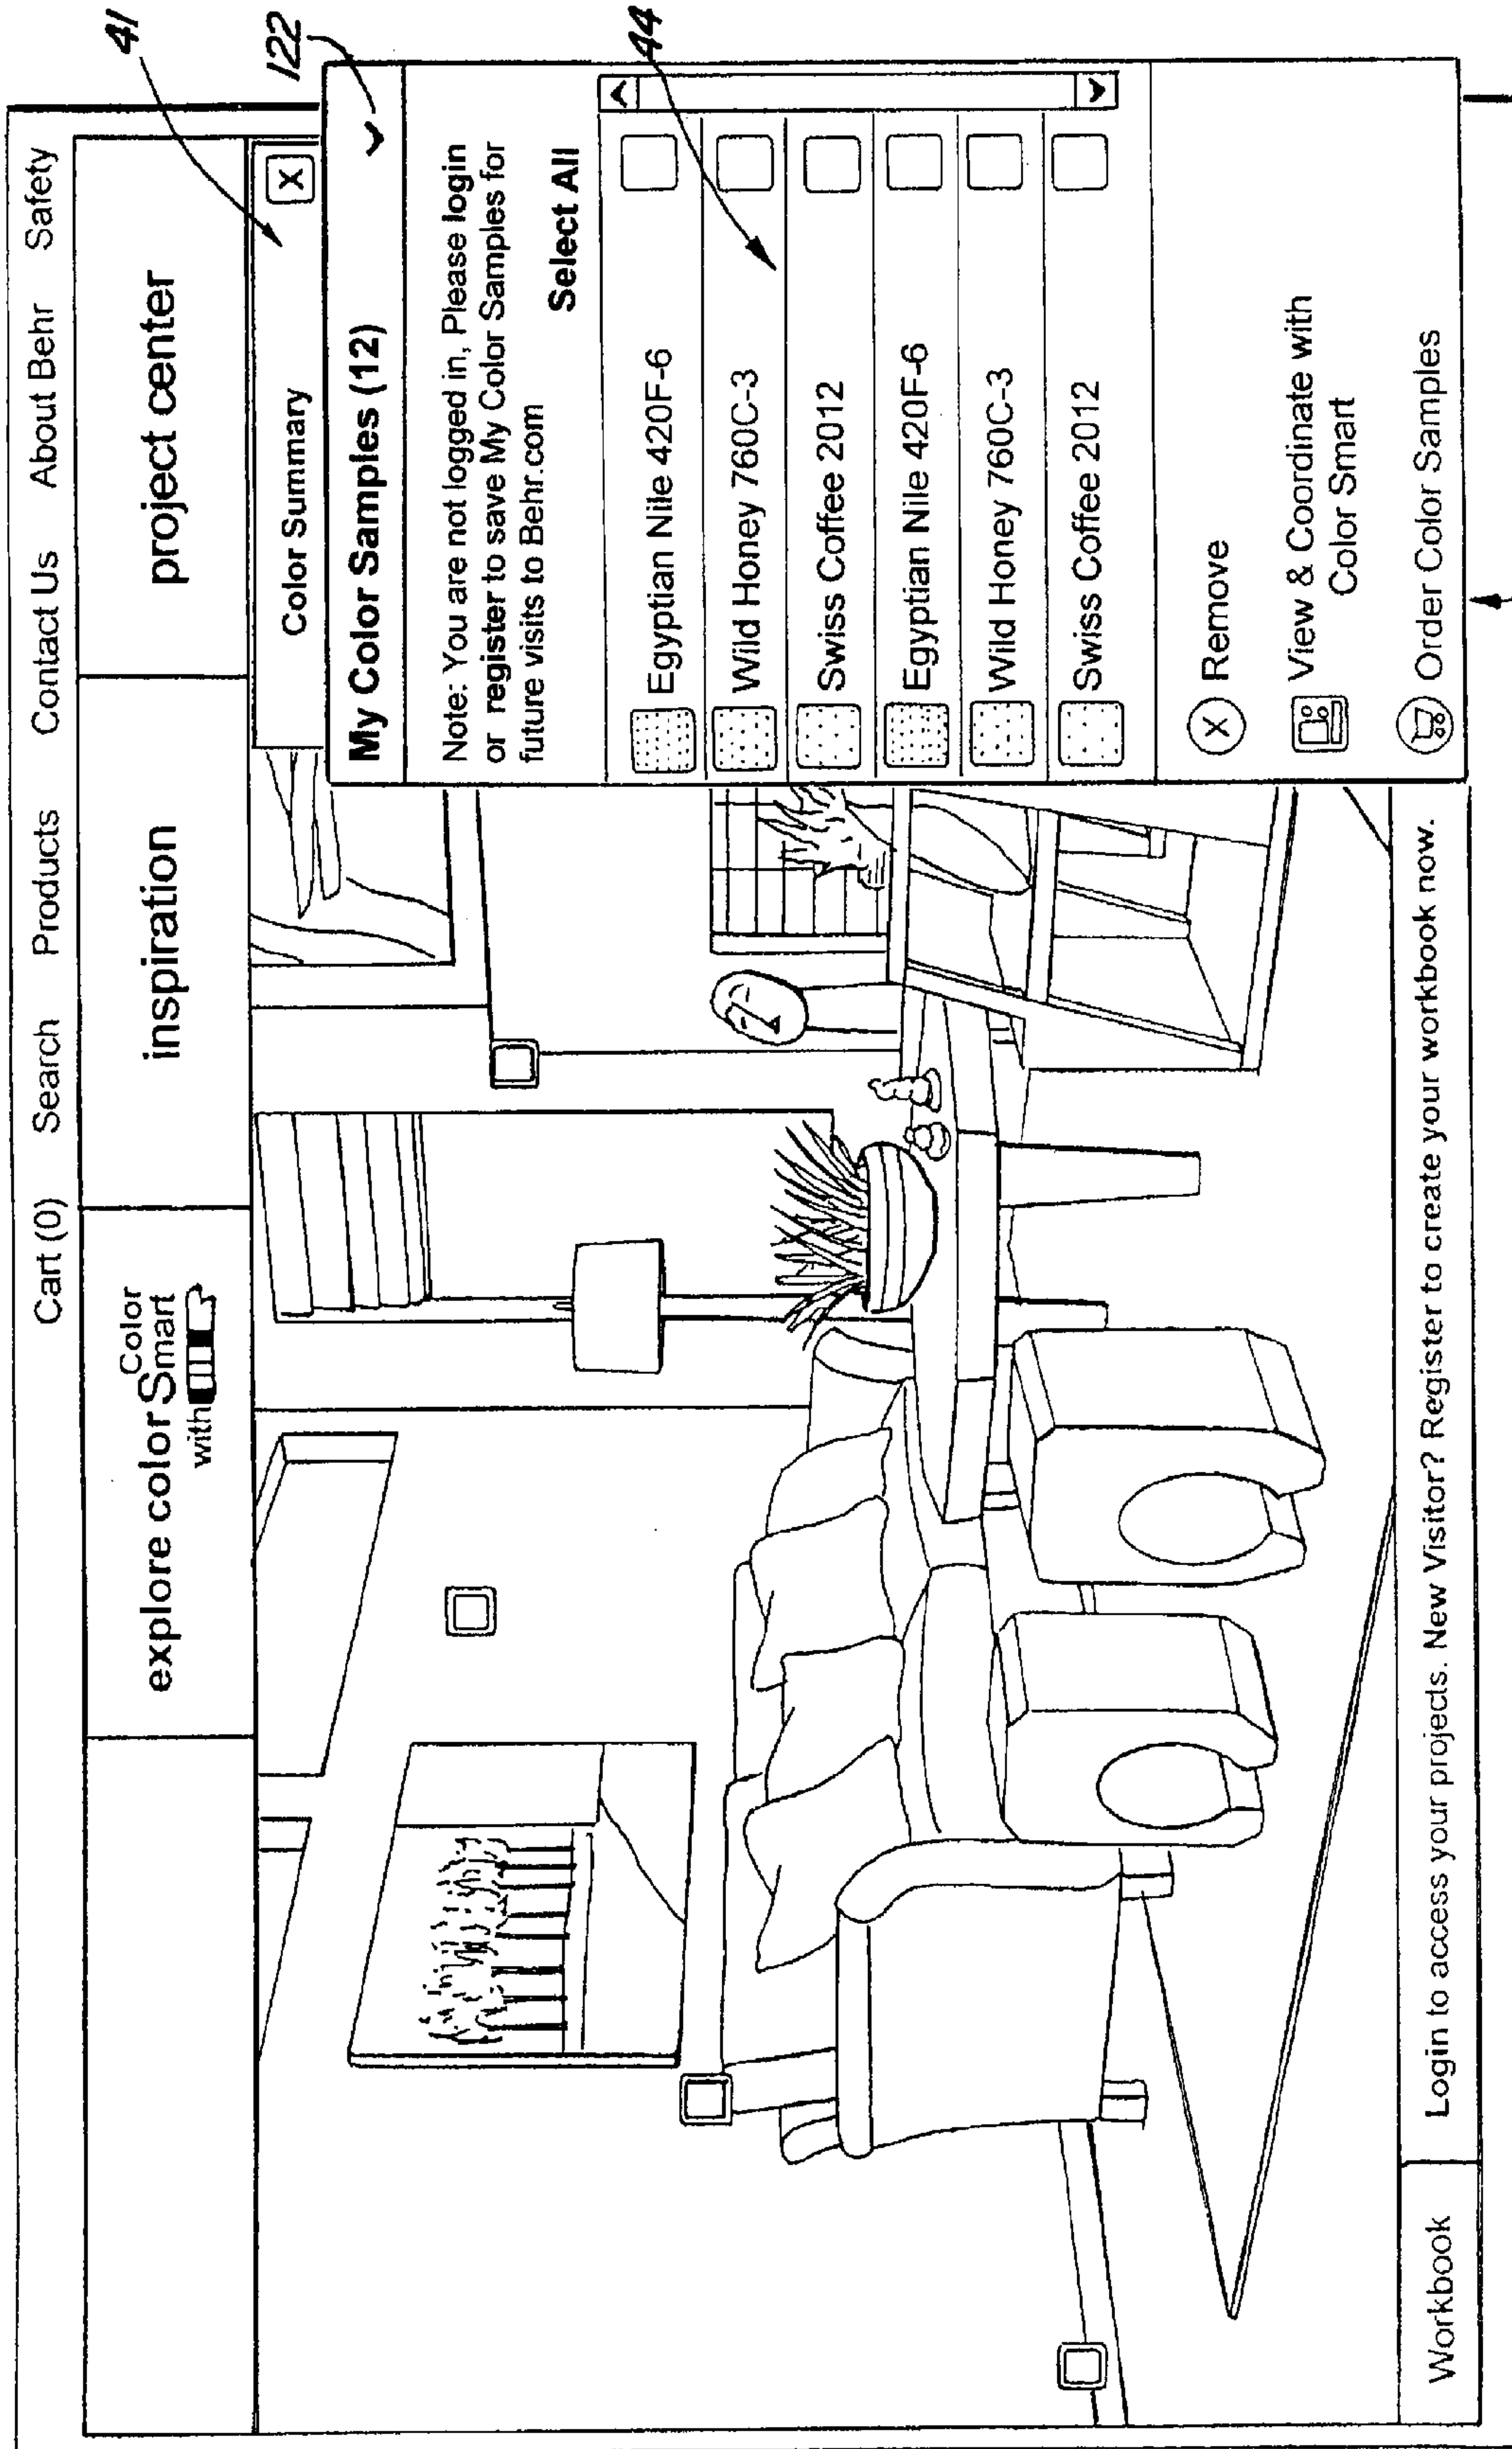 Cart (0) Search Products Contact Us About Behr Safety
explore color Color Smart
with
inspiration
project center
41
Color Summary X
122
My Color Samples (12)
Note: You are not logged in, Please login
or register to save My Color Samples for
future visits to Behr.com
Select All
44
Egyptian Nile 420F-6
Wild Honey 760C-3
Swiss Coffee 2012
Egyptian Nile 420F-6
Wild Honey 760C-3
Swiss Coffee 2012
X Remove
View & Coordinate with
Color Smart
Order Color Samples
Workbook Login to access your projects. New Visitor? Register to create your workbook now.